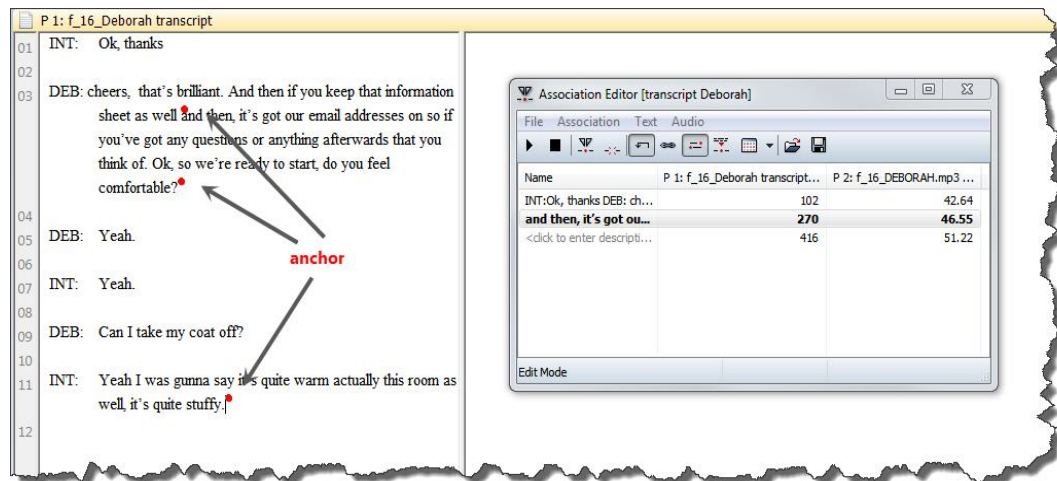 P 1: f_16_Deborah transcript
01 INT: Ok, thanks
02
03 DEB: cheers, that's brilliant. And then if you keep that information
sheet as well and then, it's got our email addresses on so if
you've got any questions or anything afterwards that you
think of. Ok, so we're ready to start, do you feel
comfortable?
04
05 DEB: Yeah.
06
anchor
07 INT: Yeah.
08
09 DEB: Can I take my coat off?
10
11 INT: Yeah I was gunna say it's quite warm actually this room as
well, it's quite stuffy.
12
Association Editor [transcript Deborah]
File Association Text Audio
Name P 1: f_16_Deborah transcript... P 2: f_16_DEBORAH.mp3 ...
INT:Ok, thanks DEB: ch... 102 42.64
and then, it's got ou... 270 46.55
<click to enter descripti... 416 51.22
Edit Mode